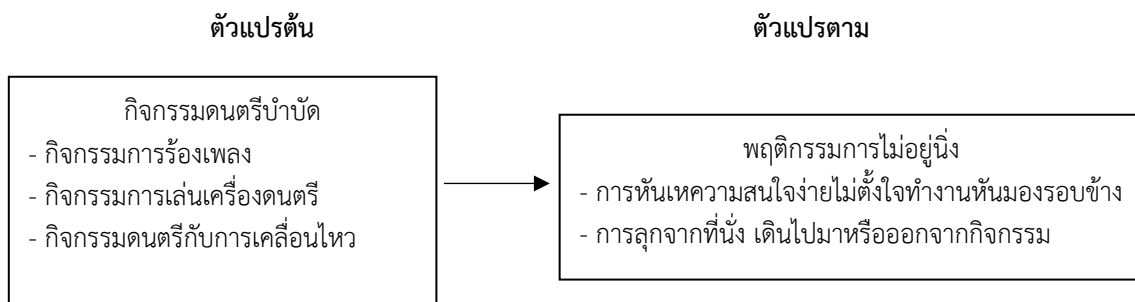 ตัวแปรต้น
ตัวแปรตาม
กิจกรรมดนตรีบำบัด
- กิจกรรมการร้องเพลง
- กิจกรรมการเล่นเครื่องดนตรี
- กิจกรรมดนตรีกับการเคลื่อนไหว
พฤติกรรมการไม่อยู่นิ่ง
- การหันเหความสนใจง่ายไม่ตั้งใจทำงานหันมองรอบข้าง
- การลุกจากที่นั่ง เดินไปมาหรือออกจากกิจกรรม